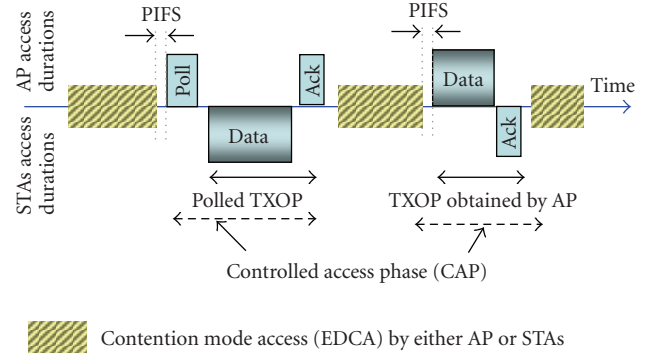 PIFS
PIFS
AP access
durations
Poll
Ack
Data
Time
STAs access
durations
Data
Ack
Polled TXOP
TXOP obtained by AP
Controlled access phase (CAP)
Contention mode access (EDCA) by either AP or STAs